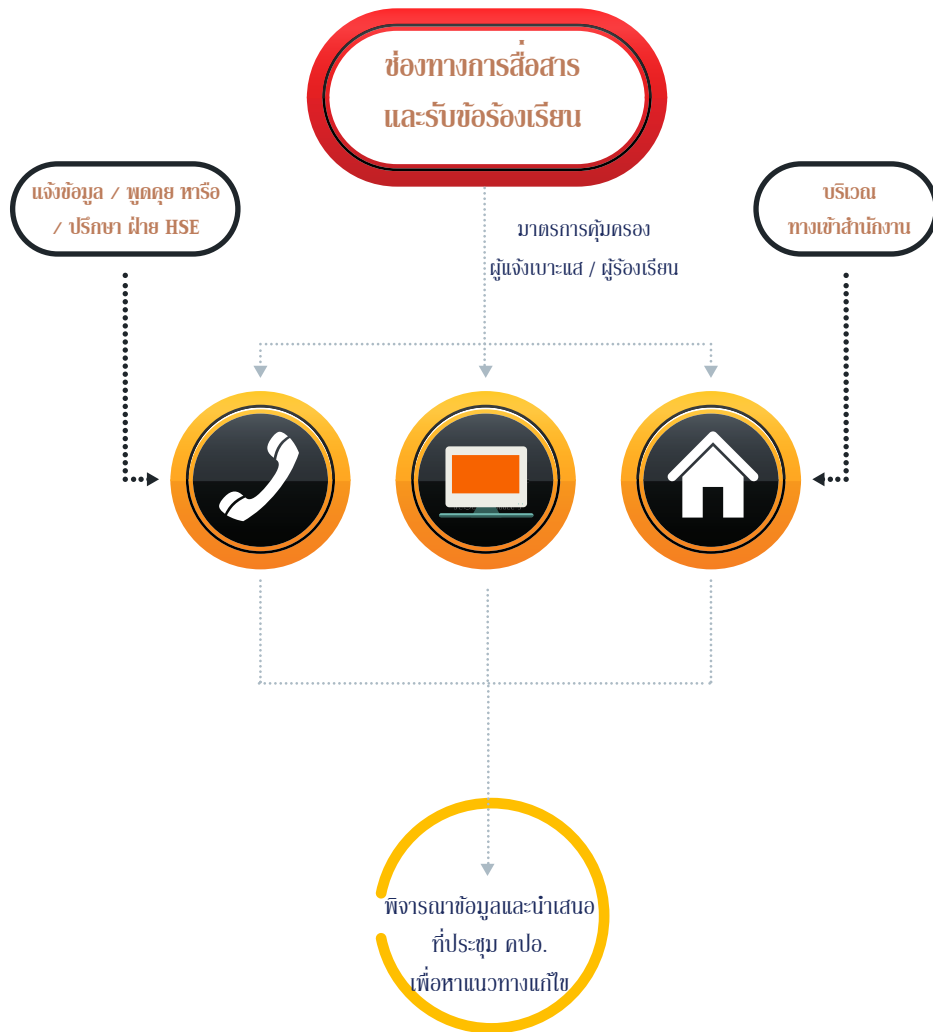 ช่องทางการสื่อสาร
และรับข้อร้องเรียน
แจ้งข้อมูล / พูดคุย หารือ
/ ปรึกษา ฝ่าย HSE
บริเวณ
ทางเข้าสำนักงาน
มาตรการคุ้มครอง
ผู้แจ้งเบาะแส / ผู้ร้องเรียน
พิจารณาข้อมูลและนำเสนอ
ที่ประชุม คปอ.
เพื่อหาแนวทางแก้ไข